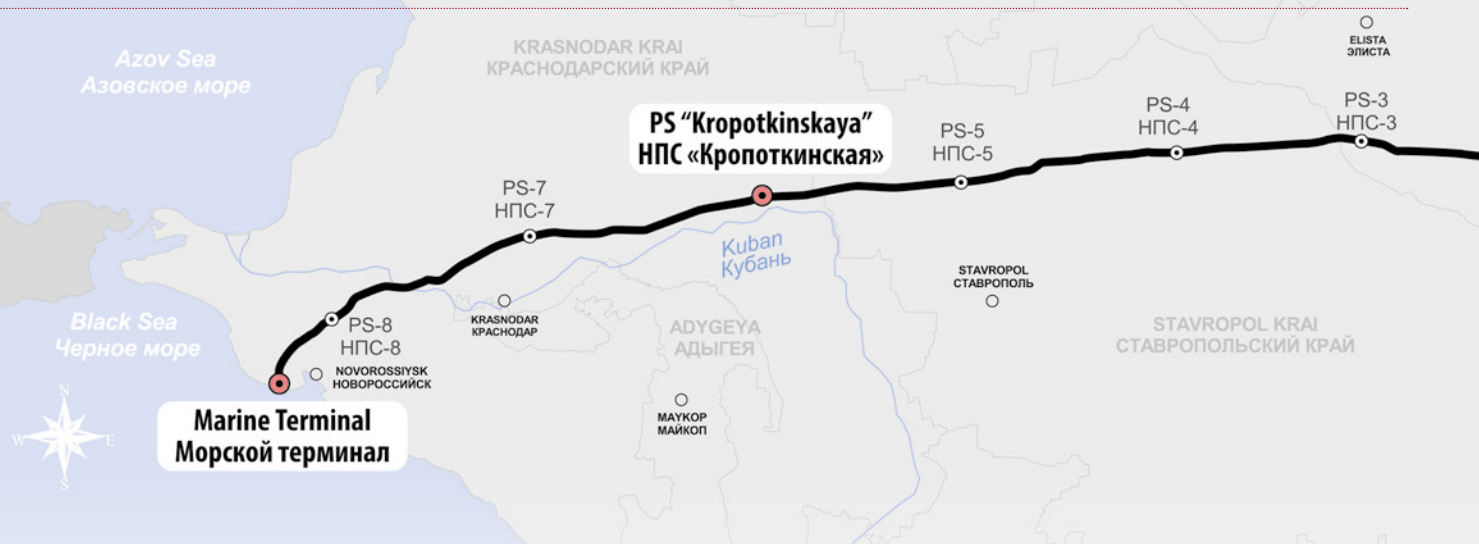 ELISTA
ЭЛИСТА
Azov Sea
Азовское море
KRASNODAR KRAI
КРАСНОДАРСКИЙ КРАЙ
PS “Kropotkinskaya”
НПС «Кропоткинская»
PS-5
НПС-5
PS-4
НПС-4
PS-3
НПС-3
PS-7
НПС-7
Kuban
Кубань
STAVROPOL
СТАВРОПОЛЬ
KRASNODAR
КРАСНОДАР
Black Sea
Черное море
PS-8
НПС-8
ADYGEYA
АДЫГЕЯ
STAVROPOL KRAI
СТАВРОПОЛЬСКИЙ КРАЙ
NOVOROSSIYSK
НОВОРОССИЙСК
MAYKOP
МАЙКОП
Marine Terminal
Морской терминал
N
W E
S